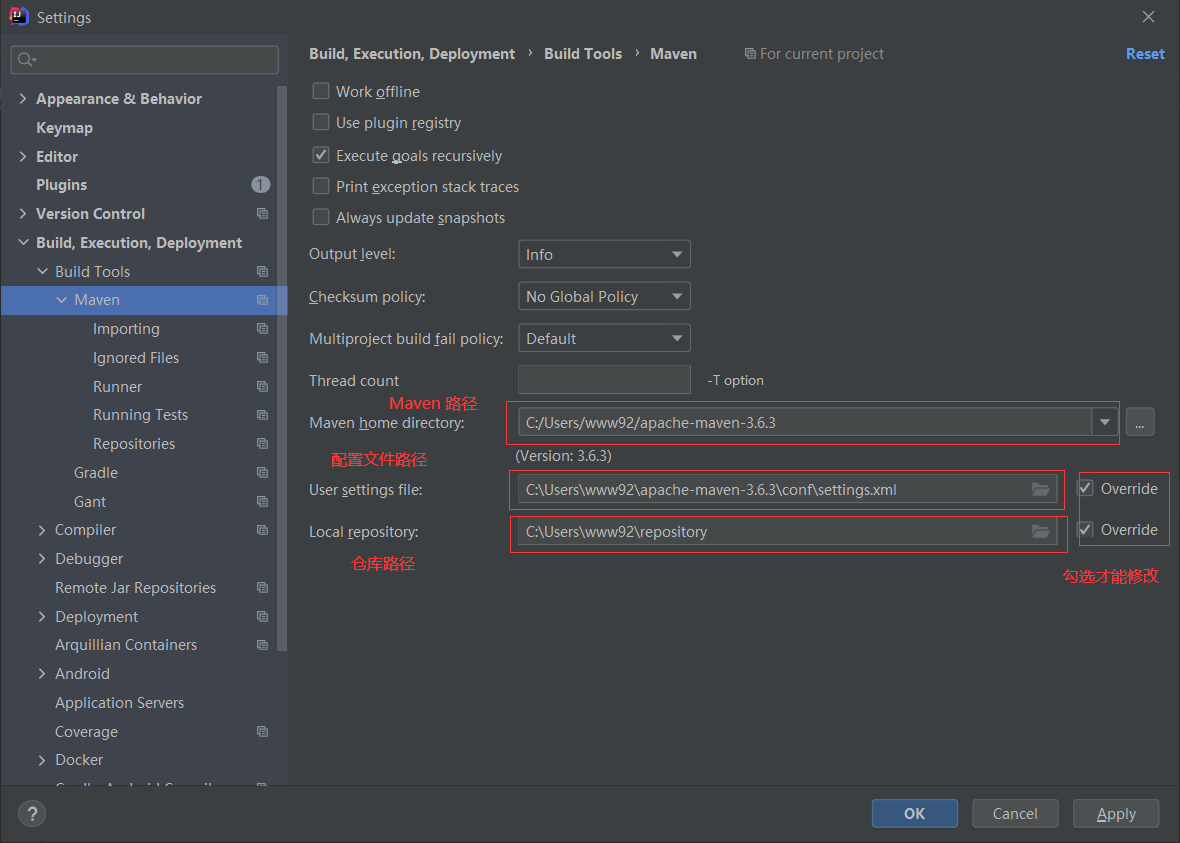 Settings
Build, Execution, Deployment › Build Tools › Maven For current project Reset
Appearance & Behavior
Keymap
Editor
Plugins 1
Version Control
Build, Execution, Deployment
Build Tools
Maven
Importing
Ignored Files
Runner
Running Tests
Repositories
Gradle
Gant
Compiler
Debugger
Remote Jar Repositories
Deployment
Arquillian Containers
Android
Application Servers
Coverage
Docker
Work offline
Use plugin registry
Execute goals recursively
Print exception stack traces
Always update snapshots
Output level: Info
Checksum policy: No Global Policy
Multiproject build fail policy: Default
Thread count -T option
Maven 路径
Maven home directory: C:/Users/www92/apache-maven-3.6.3 ...
(Version: 3.6.3)
配置文件路径
User settings file: C:\Users\www92\apache-maven-3.6.3\conf\settings.xml Override
Local repository: C:\Users\www92\repository Override
仓库路径
勾选才能修改
? OK Cancel Apply